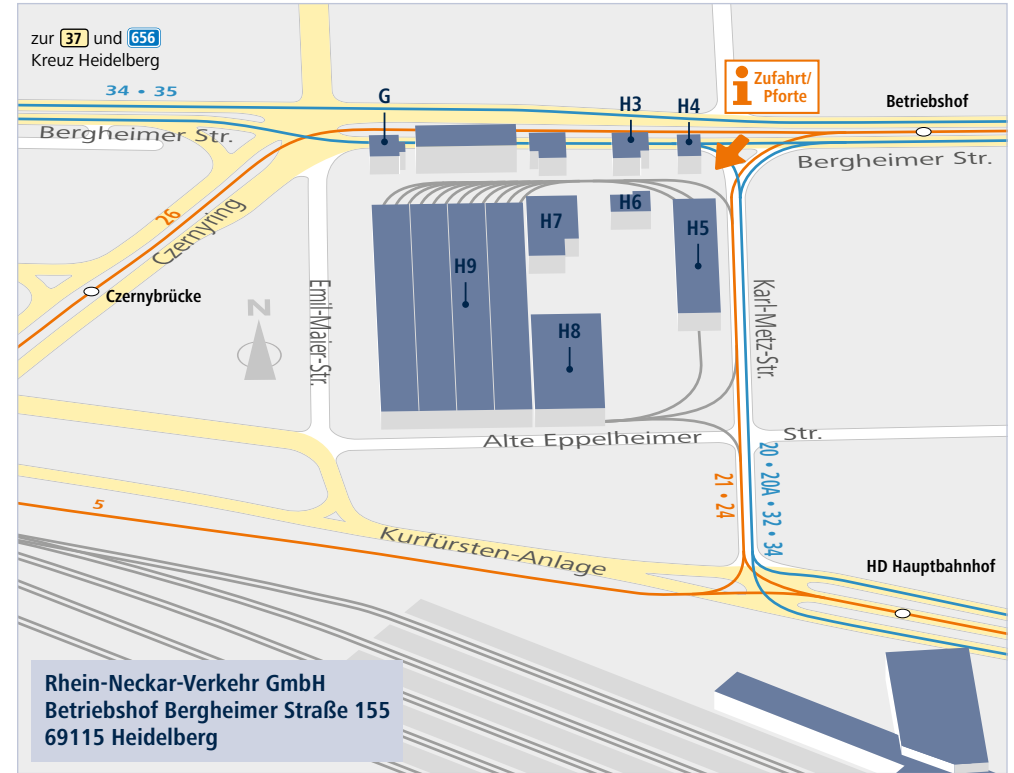 zur 37 und 656
Kreuz Heidelberg
34 • 35
Bergheimer Str.
G
H3
H4
Zufahrt/
Pforte
Betriebshof
Bergheimer Str.
26
Czernyring
Czernybrücke
N
Emil-Maier-Str.
H9
H7
H6
H5
H8
Karl-Metz-Str.
Alte Eppelheimer Str.
21 • 24
20 • 20A • 32 • 34
5
Kurfürsten-Anlage
HD Hauptbahnhof
Rhein-Neckar-Verkehr GmbH
Betriebshof Bergheimer Straße 155
69115 Heidelberg